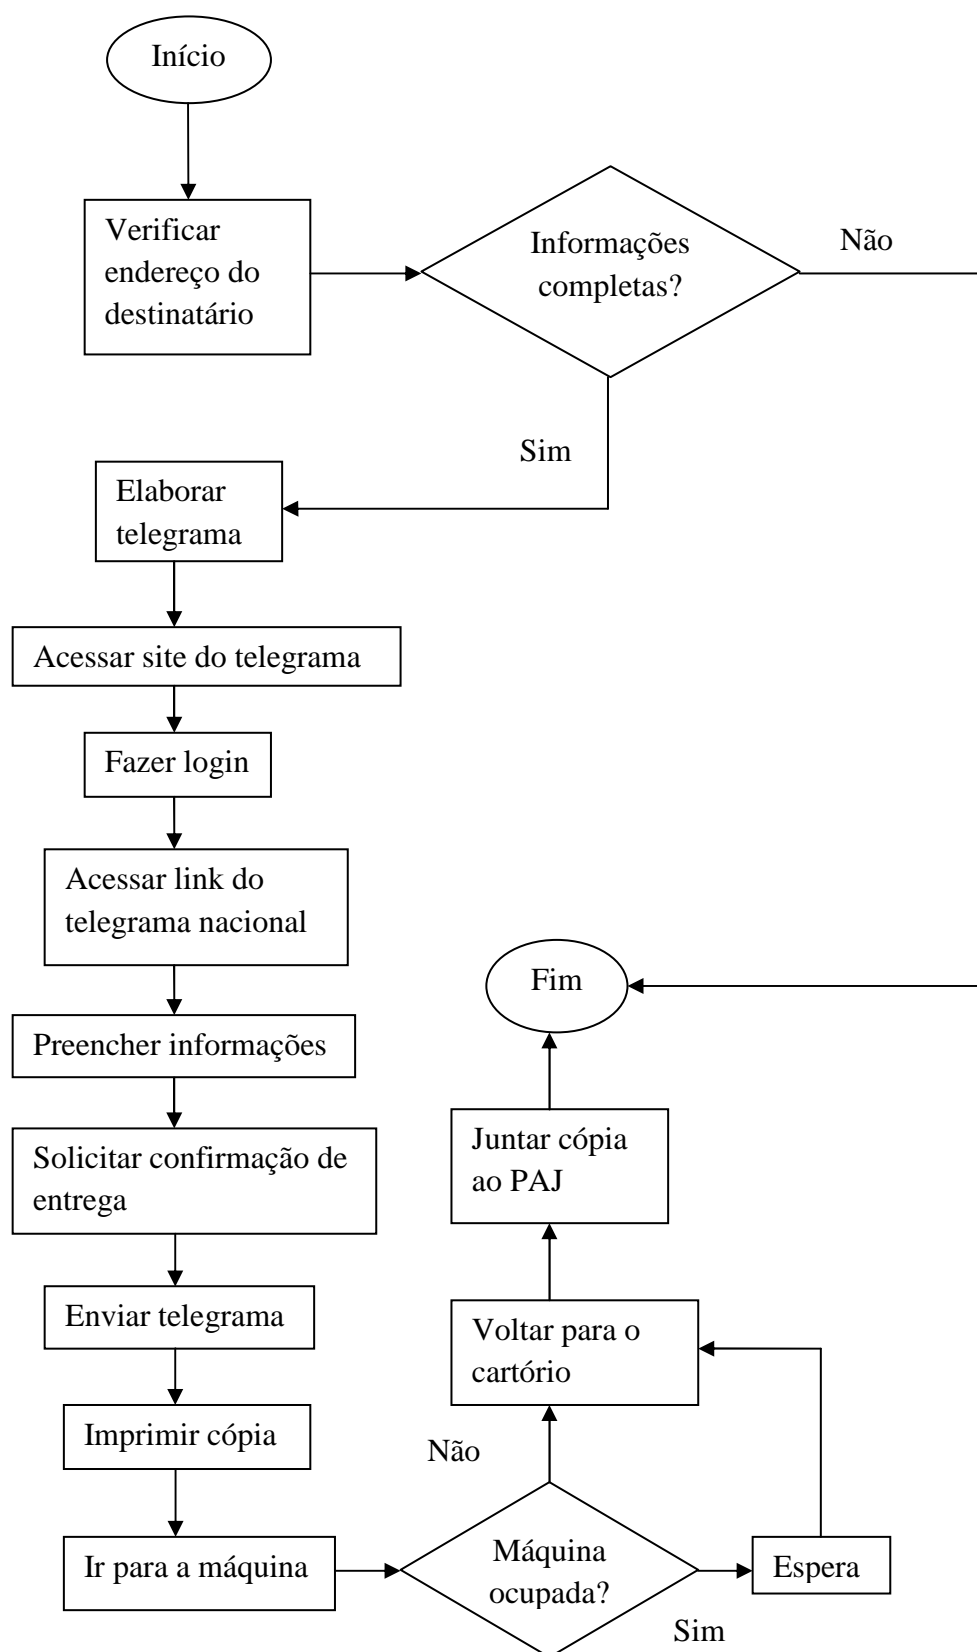 Início
Verificar
endereço do
destinatário
Informações
completas?
Não
Sim
Elaborar
telegrama
Acessar site do telegrama
Fazer login
Acessar link do
telegrama nacional
Preencher informações
Solicitar confirmação de
entrega
Enviar telegrama
Imprimir cópia
Ir para a máquina
Máquina
ocupada?
Sim
Espera
Não
Voltar para o
cartório
Juntar cópia
ao PAJ
Fim